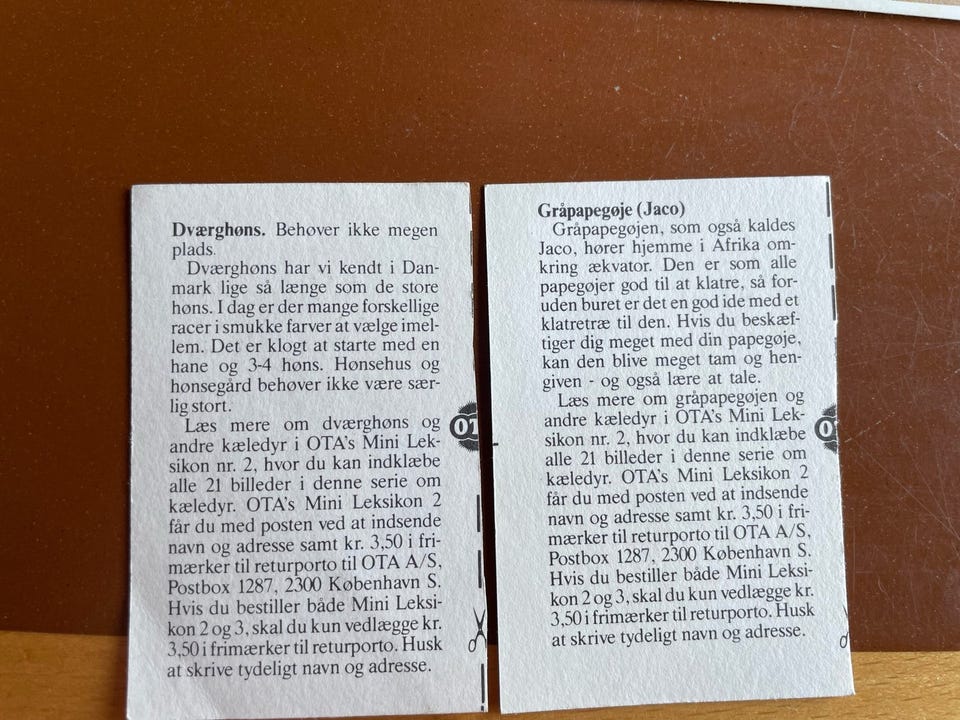 Dværghøns. Behøver ikke megen
plads.
Dværghøns har vi kendt i Dan-
mark lige så længe som de store
høns. I dag er der mange forskellige
racer i smukke farver at vælge imel-
lem. Det er klogt at starte med en
hane og 3-4 høns. Hønsehus og
hønsegård behøver ikke være sær-
lig stort.
Læs mere om dværghøns og
andre kæledyr i OTA's Mini Lek-
sikon nr. 2, hvor du kan indklæbe
alle 21 billeder i denne serie om
kæledyr. OTA's Mini Leksikon 2
får du med posten ved at indsende
navn og adresse samt kr. 3,50 i fri-
mærker til returporto til OTA A/S,
Postbox 1287, 2300 København S.
Hvis du bestiller både Mini Leksi-
kon 2 og 3, skal du kun vedlægge kr.
3,50 i frimærker til returporto. Husk
at skrive tydeligt navn og adresse.
Gråpapegøje (Jaco)
Gråpapegøjen, som også kaldes
Jaco, hører hjemme i Afrika om-
kring ækvator. Den er som alle
papegøjer god til at klatre, så for-
uden buret er det en god ide med et
klatretræ til den. Hvis du beskæf-
tiger dig meget med din papegøje,
kan den blive meget tam og hen-
given - og også lære at tale.
Læs mere om gråpapegøjen og
andre kæledyr i OTA's Mini Lek-
sikon nr. 2, hvor du kan indklæbe
alle 21 billeder i denne serie om
kæledyr. OTA's Mini Leksikon 2
får du med posten ved at indsende
navn og adresse samt kr. 3,50 i fri-
mærker til returporto til OTA A/S,
Postbox 1287, 2300 København S.
Hvis du bestiller både Mini Leksi-
kon 2 og 3, skal du kun vedlægge kr.
3,50 i frimærker til returporto. Husk
at skrive tydeligt navn og adresse.